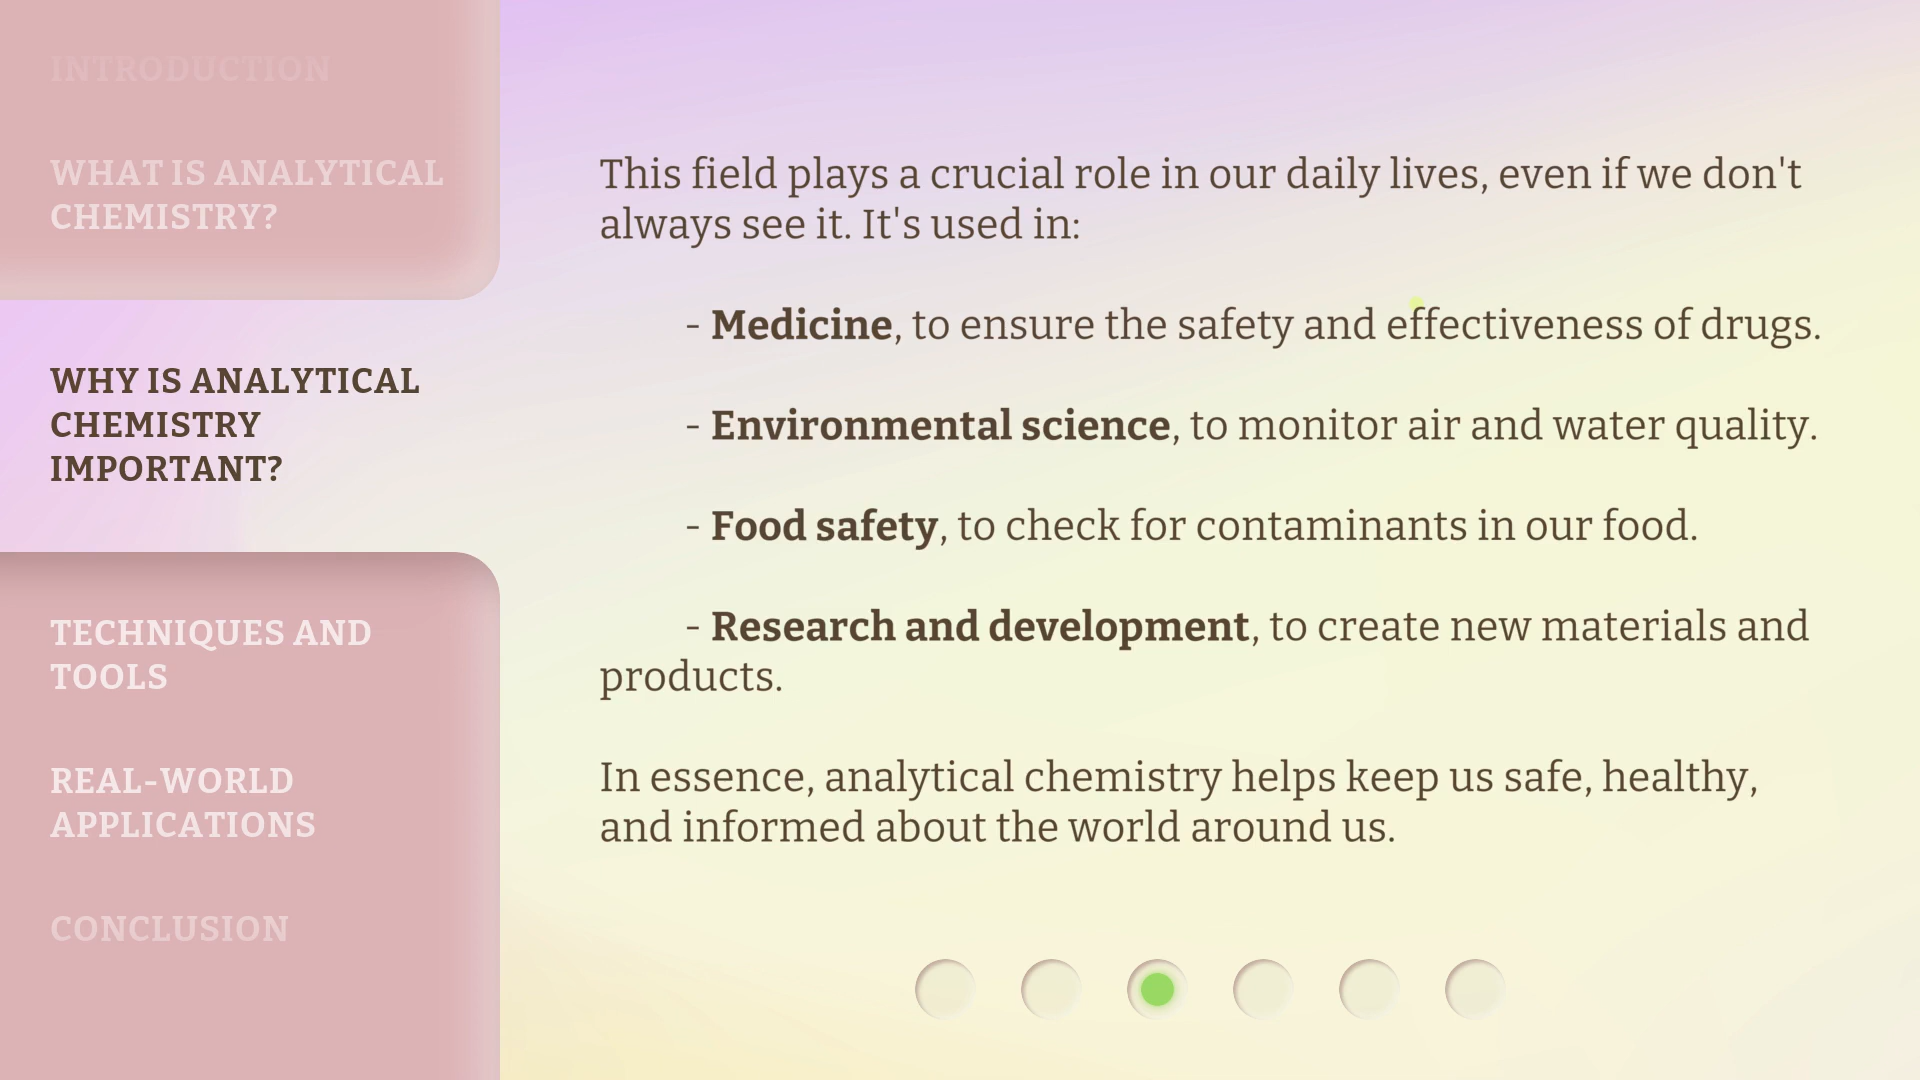 INTRODUCTION
WHAT IS ANALYTICAL
CHEMISTRY?
WHY IS ANALYTICAL
CHEMISTRY
IMPORTANT?
TECHNIQUES AND
TOOLS
REAL-WORLD
APPLICATIONS
CONCLUSION
This field plays a crucial role in our daily lives, even if we don't
always see it. It's used in:
- Medicine, to ensure the safety and effectiveness of drugs.
- Environmental science, to monitor air and water quality.
- Food safety, to check for contaminants in our food.
- Research and development, to create new materials and
products.
In essence, analytical chemistry helps keep us safe, healthy,
and informed about the world around us.